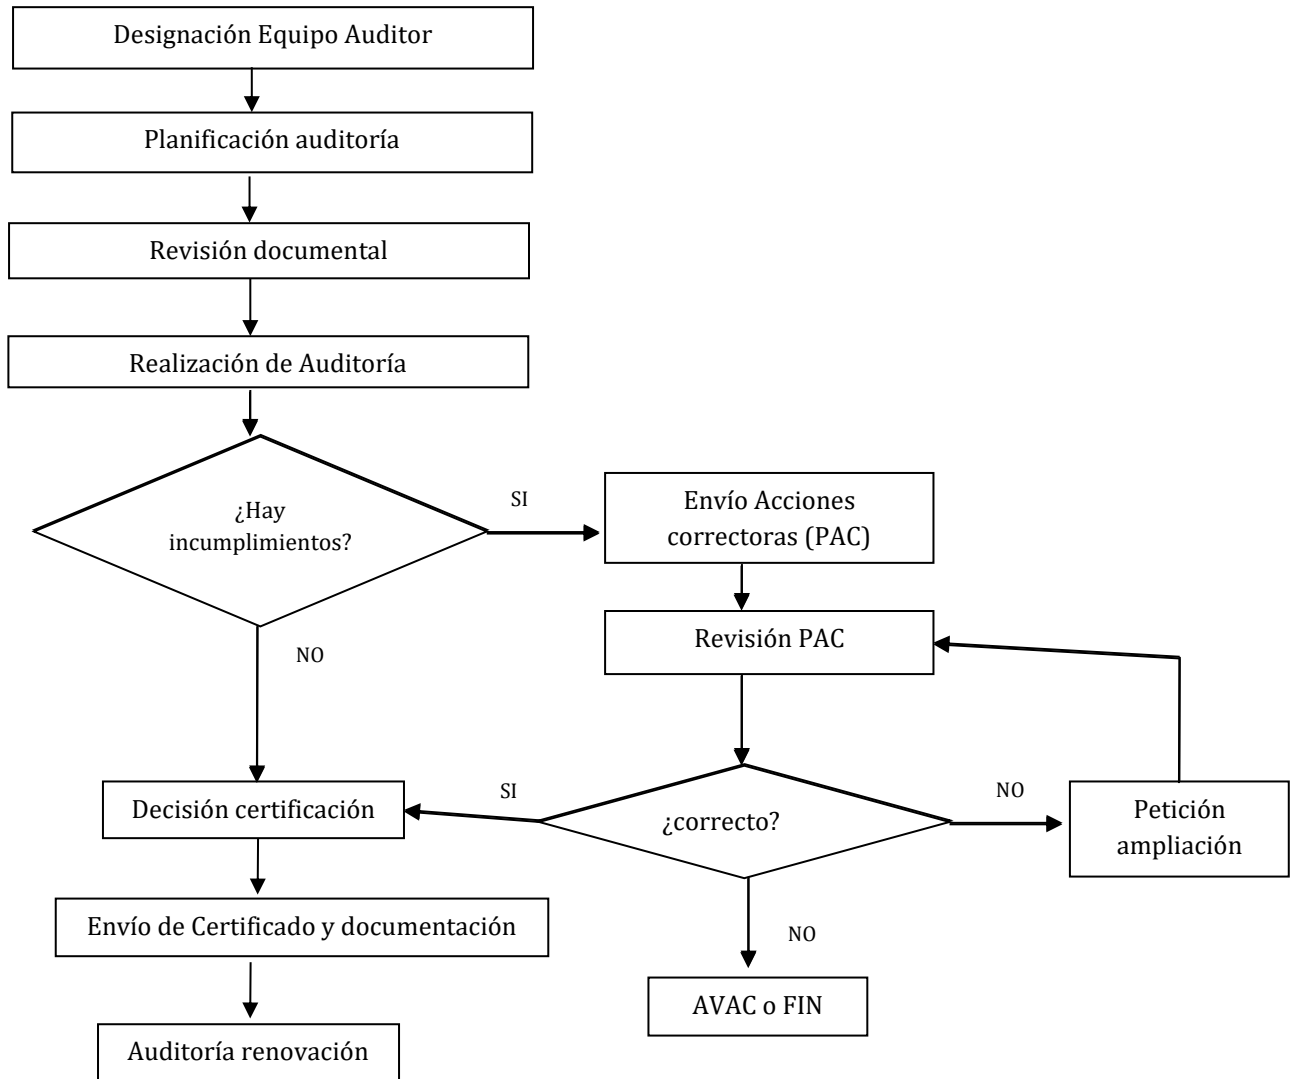 Designación Equipo Auditor
Planificación auditoría
Revisión documental
Realización de Auditoría
¿Hay
incumplimientos?
SI
Envío Acciones
correctoras (PAC)
Revisión PAC
NO
Decisión certificación
SI
¿correcto?
NO
Petición
ampliación
Envío de Certificado y documentación
NO
AVAC o FIN
Auditoría renovación